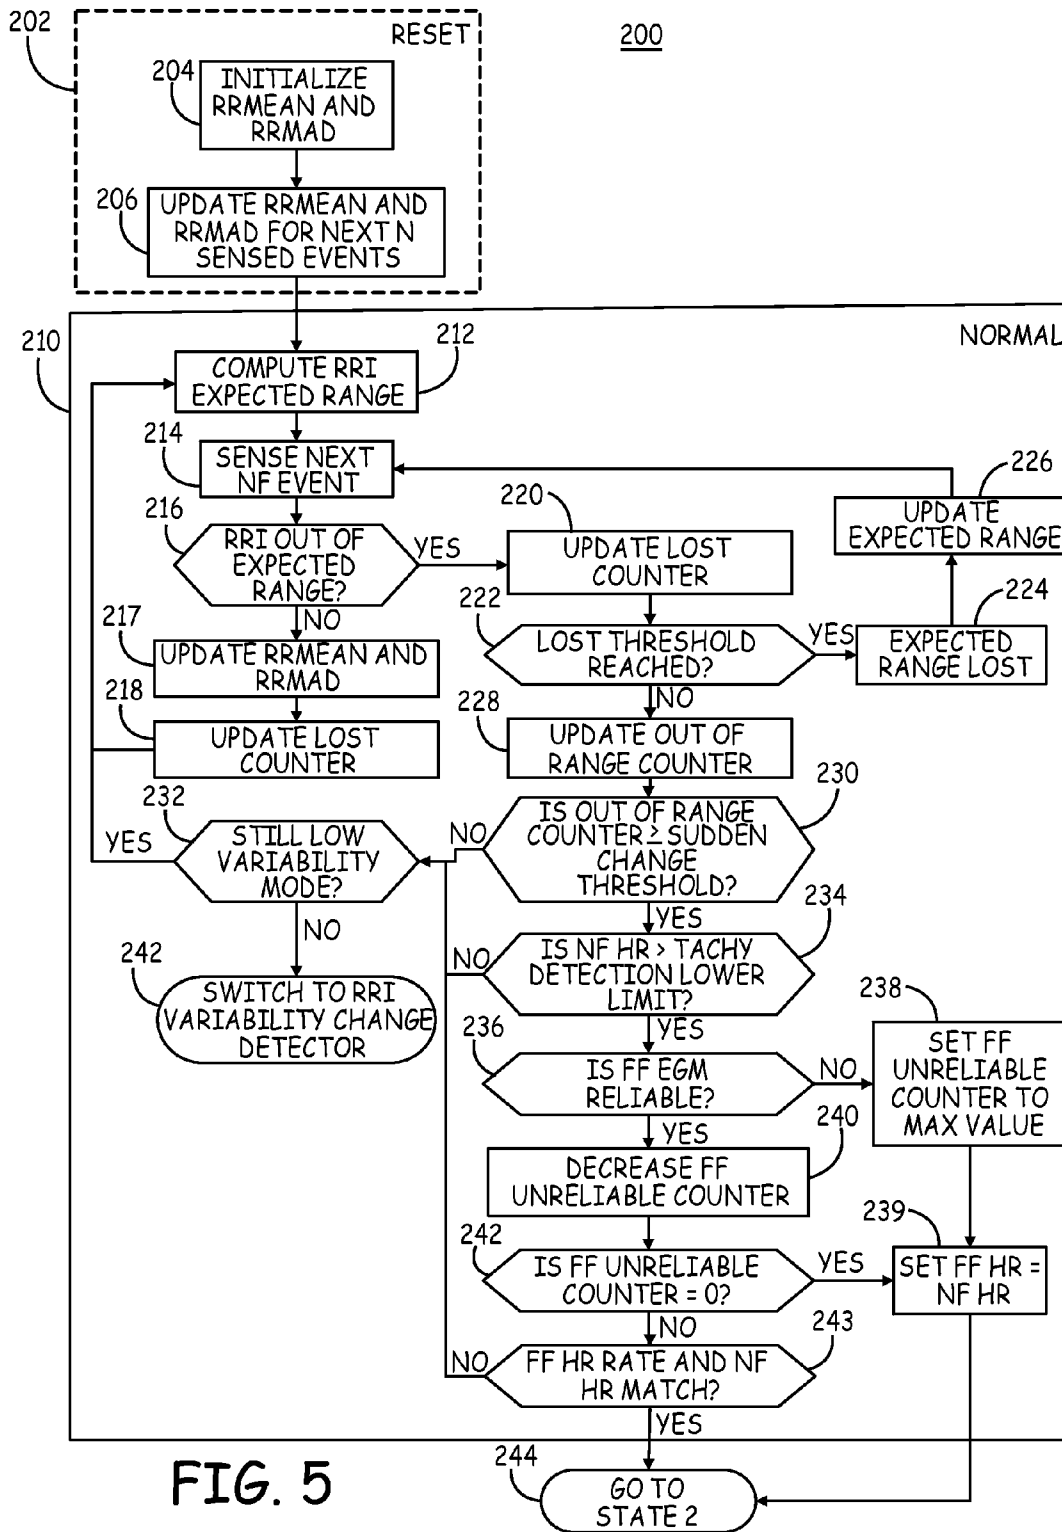 202
RESET
200
204
INITIALIZE
RRMEAN AND
RRMAD
206
UPDATE RRMEAN AND
RRMAD FOR NEXT N
SENSED EVENTS
210
NORMAL
212
COMPUTE RRI
EXPECTED RANGE
214
SENSE NEXT
NF EVENT
226
UPDATE
EXPECTED RANGE
216
RRI OUT OF
EXPECTED
RANGE?
YES
NO
220
UPDATE LOST
COUNTER
222
LOST THRESHOLD
REACHED?
YES
NO
224
EXPECTED
RANGE LOST
217
UPDATE RRMEAN AND
RRMAD
218
UPDATE LOST
COUNTER
228
UPDATE OUT OF
RANGE COUNTER
230
IS OUT OF RANGE
COUNTER ≥ SUDDEN
CHANGE
THRESHOLD?
NO
YES
232
STILL LOW
VARIABILITY
MODE?
YES
NO
242
SWITCH TO RRI
VARIABILITY CHANGE
DETECTOR
234
IS NF HR > TACHY
DETECTION LOWER
LIMIT?
NO
YES
236
IS FF EGM
RELIABLE?
NO
YES
238
SET FF
UNRELIABLE
COUNTER TO
MAX VALUE
240
DECREASE FF
UNRELIABLE COUNTER
242
IS FF UNRELIABLE
COUNTER = 0?
YES
NO
239
SET FF HR =
NF HR
243
FF HR RATE AND NF
HR MATCH?
NO
YES
244
GO TO
STATE 2
FIG. 5